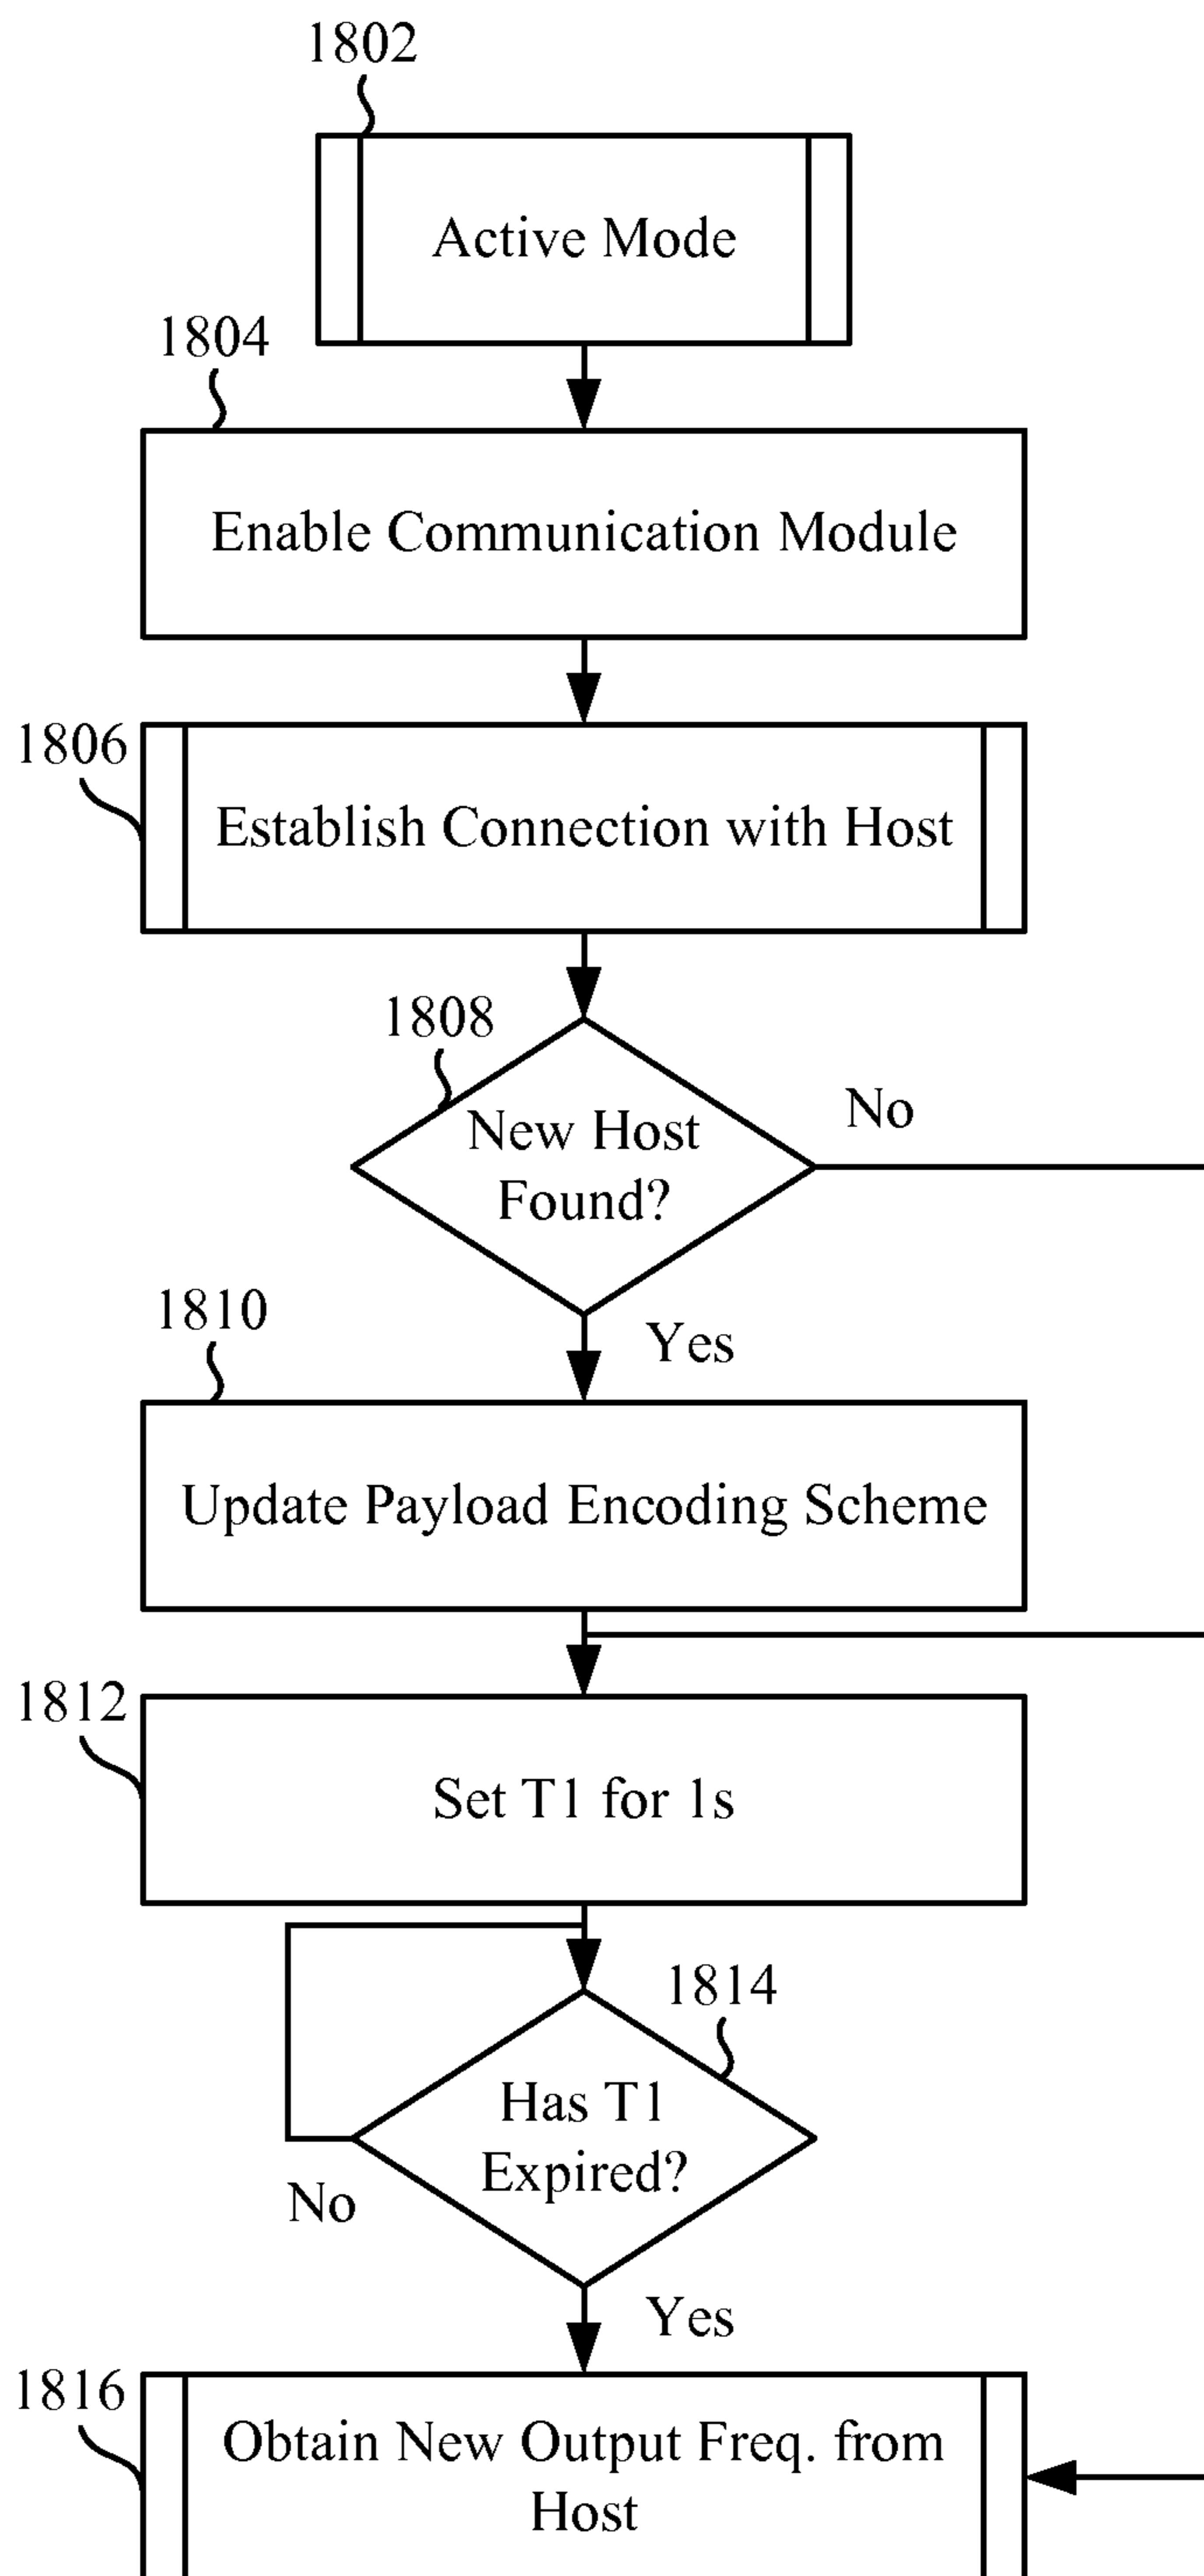 1802
Active Mode
1804
Enable Communication Module
1806
Establish Connection with Host
1808
New Host
Found?
No
Yes
1810
Update Payload Encoding Scheme
1812
Set T1 for 1s
1814
Has T1
Expired?
No
Yes
1816
Obtain New Output Freq. from
Host